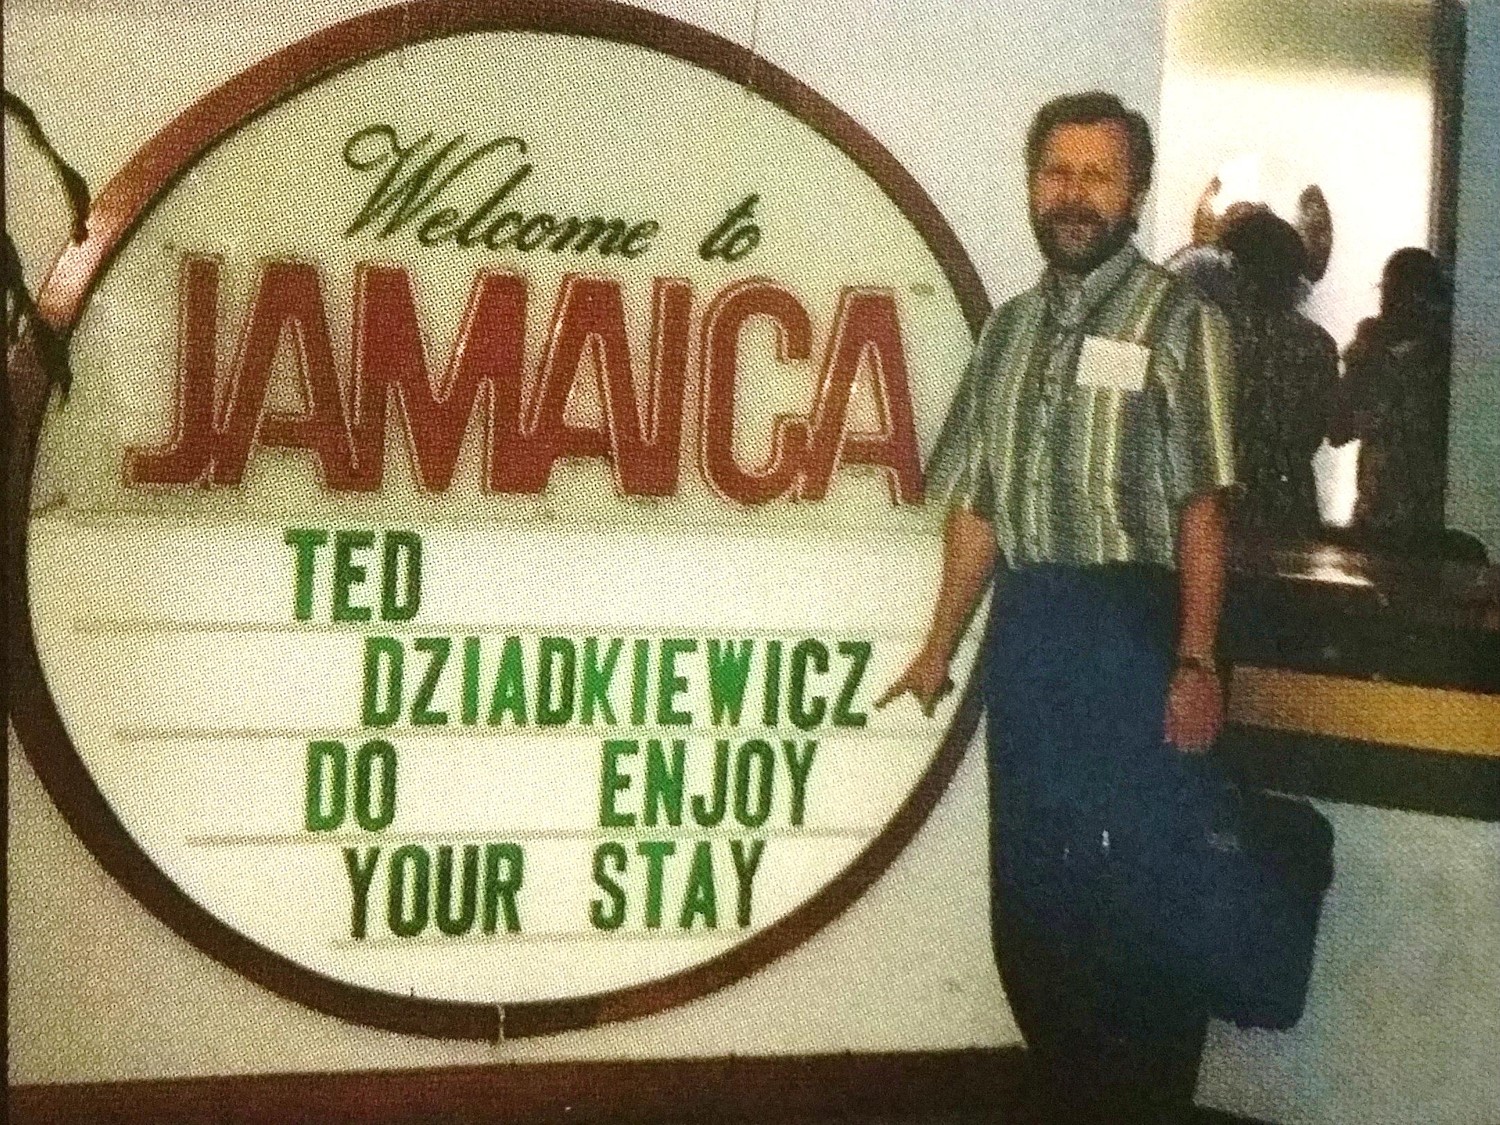 Welcome to
JAMAICA
TED
DZIADKIEWICZ
DO ENJOY
YOUR STAY